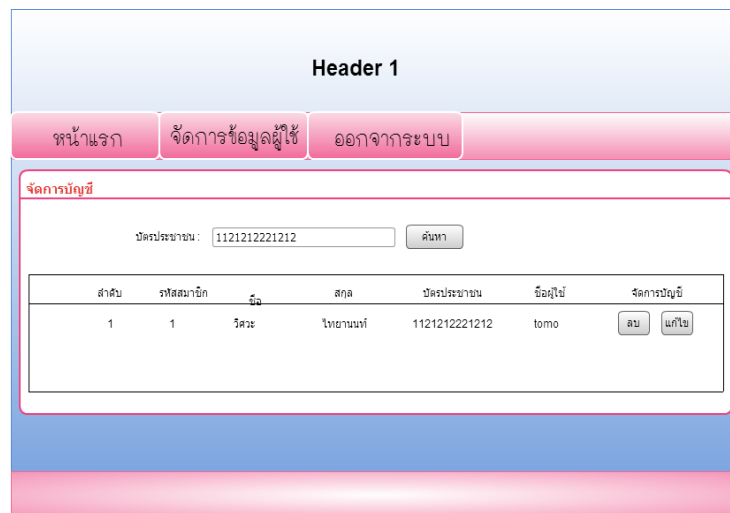 Header 1
หน้าแรก จัดการข้อมูลผู้ใช้ ออกจากระบบ
จัดการบัญชี
บัตรประชาชน : 1121212221212 ค้นหา
ลำดับ รหัสสมาชิก ชื่อ สกุล บัตรประชาชน ชื่อผู้ใช้ จัดการบัญชี
1 1 วิศวะ ไทยานนท์ 1121212221212 tomo ลบ แก้ไข